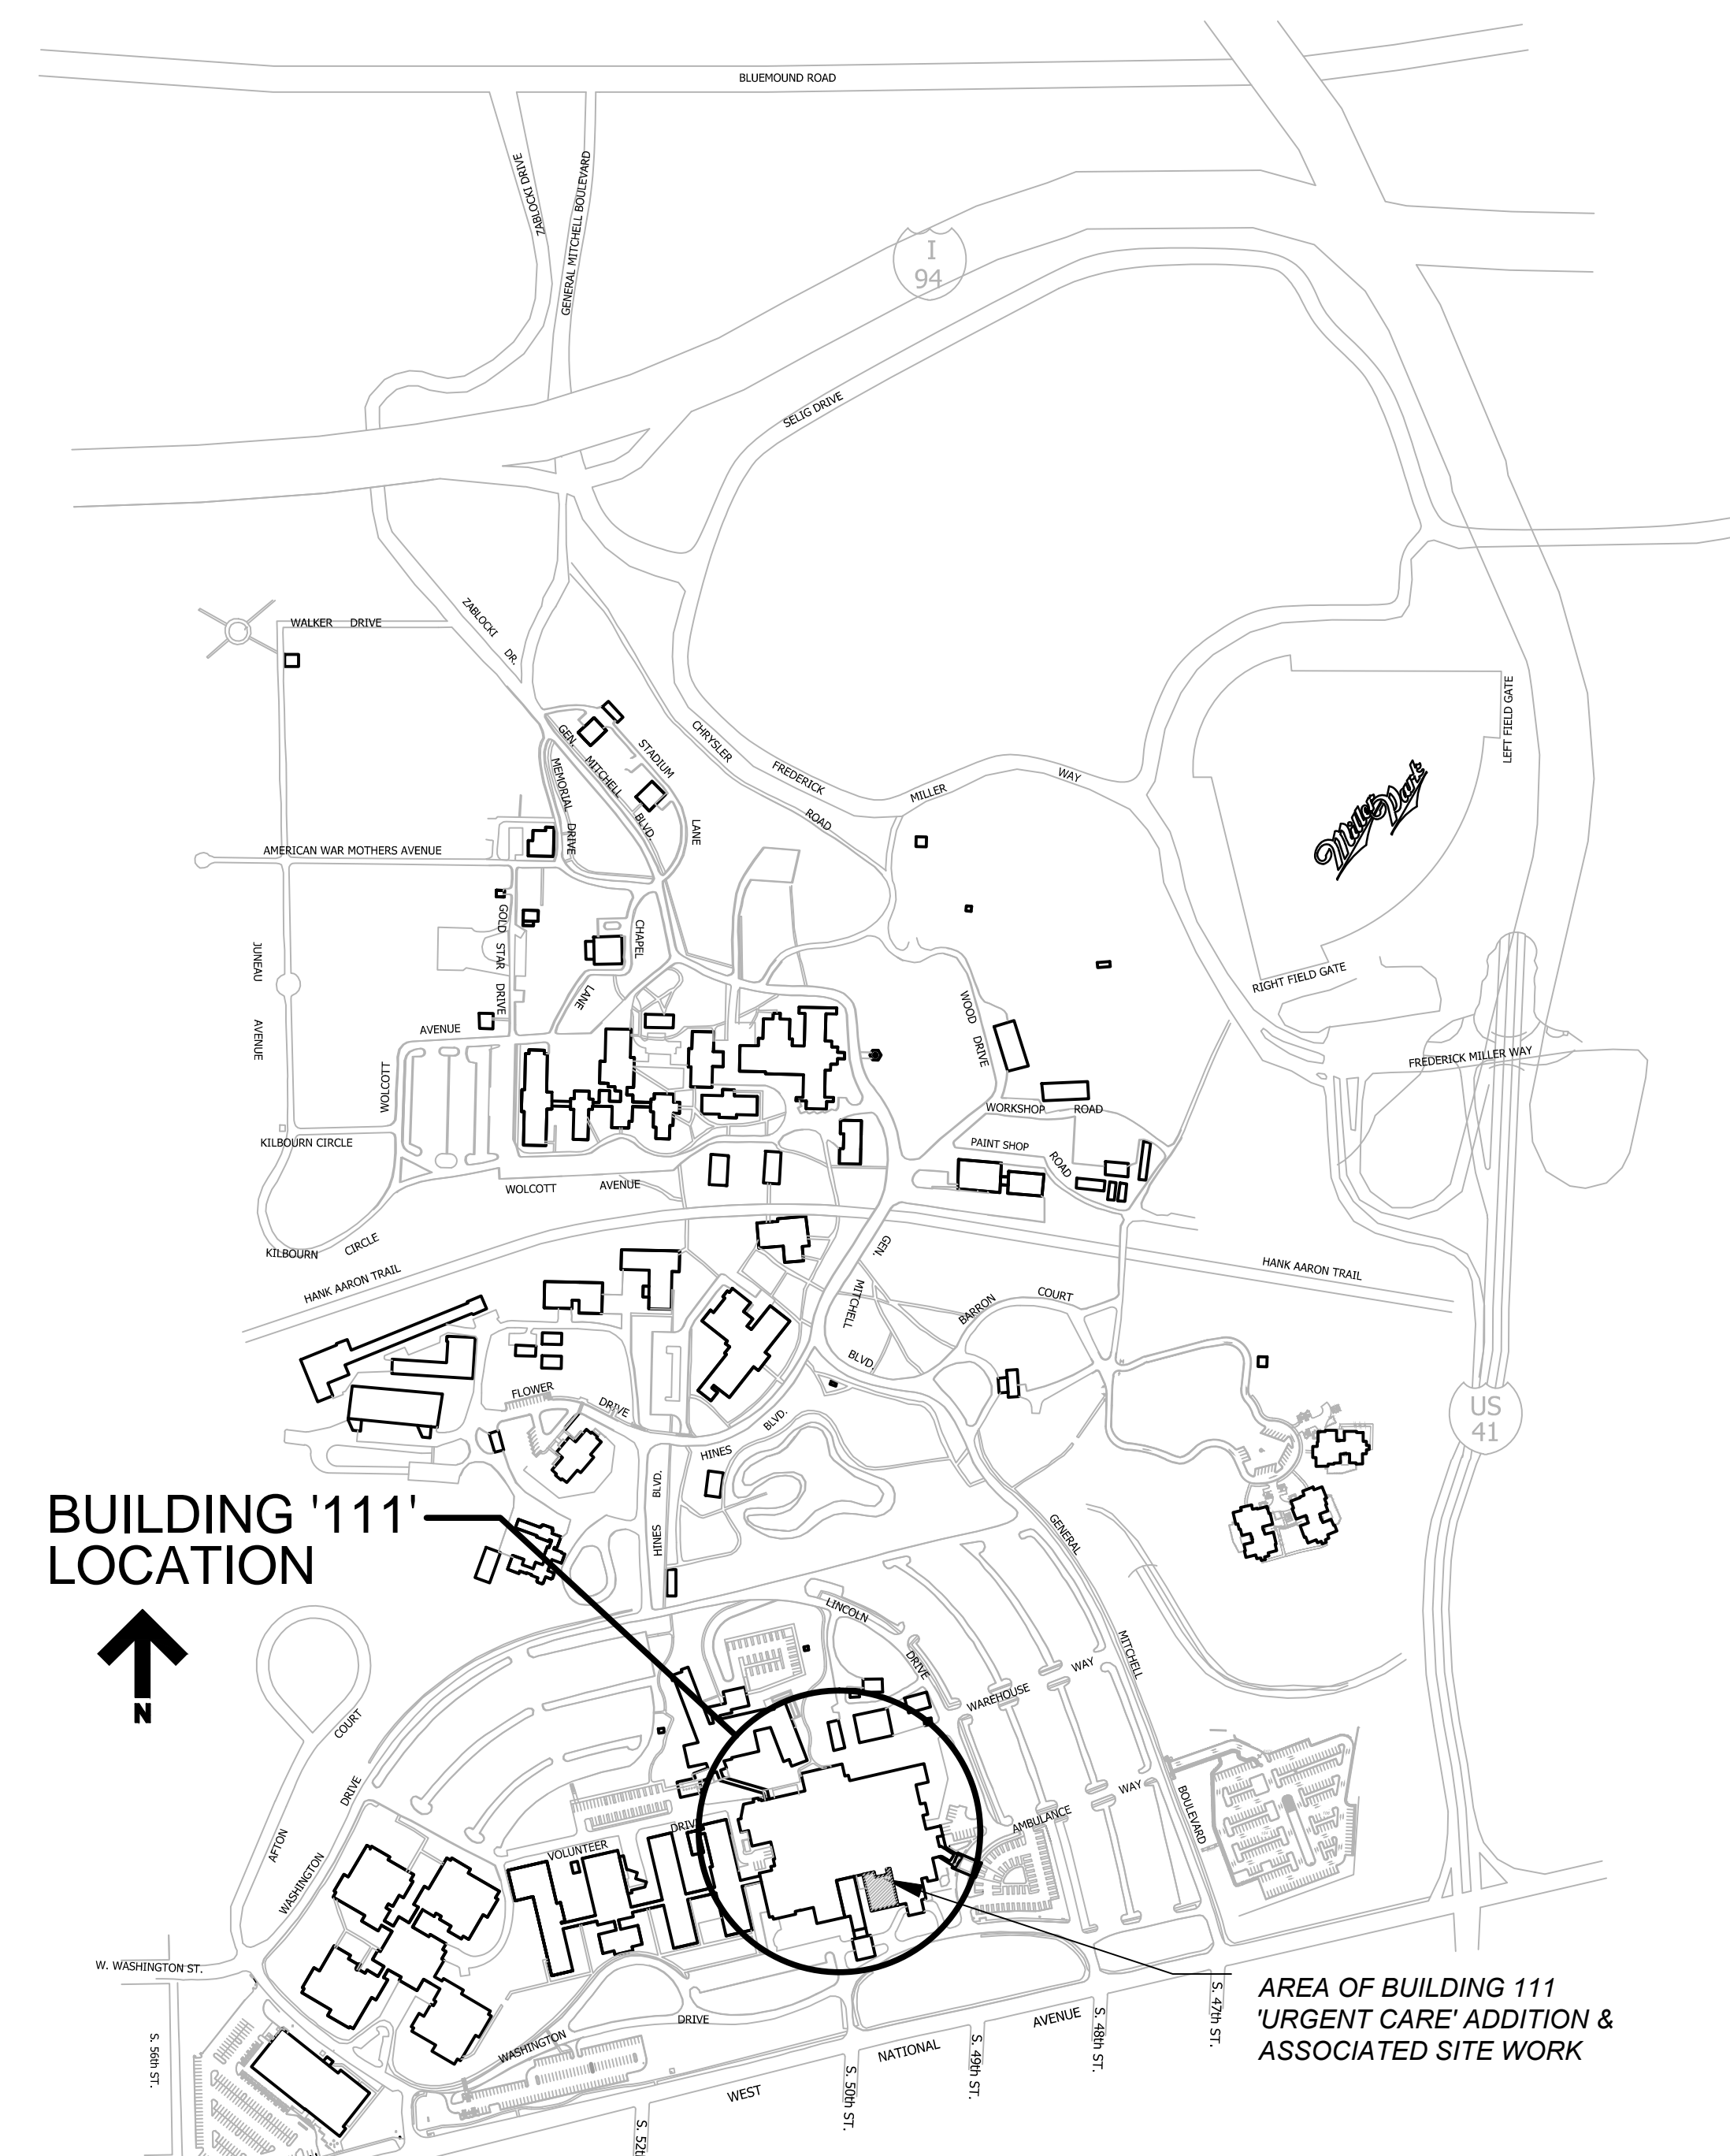 BLUEMOUND ROAD
ZABLOCKI DRIVE
GENERAL MITCHELL BOULEVARD
I
94
SELIG DRIVE
WALKER DRIVE
ZABLOCKI
DR.
LEFT FIELD GATE
GEN.
MITCHELL
BLVD.
STADIUM
LANE
MEMORIAL
DRIVE
CHRYSLER
ROAD
FREDERICK
MILLER
WAY
Miller Park
AMERICAN WAR MOTHERS AVENUE
GOLD STAR DRIVE
CHAPEL
LANE
JUNEAU
AVENUE
RIGHT FIELD GATE
WOOD DRIVE
AVENUE
WOLCOTT
FREDERICK MILLER WAY
WORKSHOP ROAD
KILBOURN CIRCLE
PAINT SHOP
ROAD
WOLCOTT AVENUE
KILBOURN
CIRCLE
GEN.
MITCHELL
BLVD.
HANK AARON TRAIL
HANK AARON TRAIL
BARRON
COURT
FLOWER
DRIVE
US
41
HINES
BLVD.
HINES
BLVD.
BUILDING '111'
LOCATION
N
GENERAL
MITCHELL
BOULEVARD
LINCOLN
DRIVE
WAREHOUSE
WAY
AMBULANCE
WAY
COURT
AFTON
DRIVE
WASHINGTON
VOLUNTEER
DRIVE
W. WASHINGTON ST.
AREA OF BUILDING 111
'URGENT CARE' ADDITION &
ASSOCIATED SITE WORK
WASHINGTON
DRIVE
WEST
NATIONAL
AVENUE
S. 56th ST.
S. 50th ST.
S. 49th ST.
S. 48th ST.
S. 47th ST.